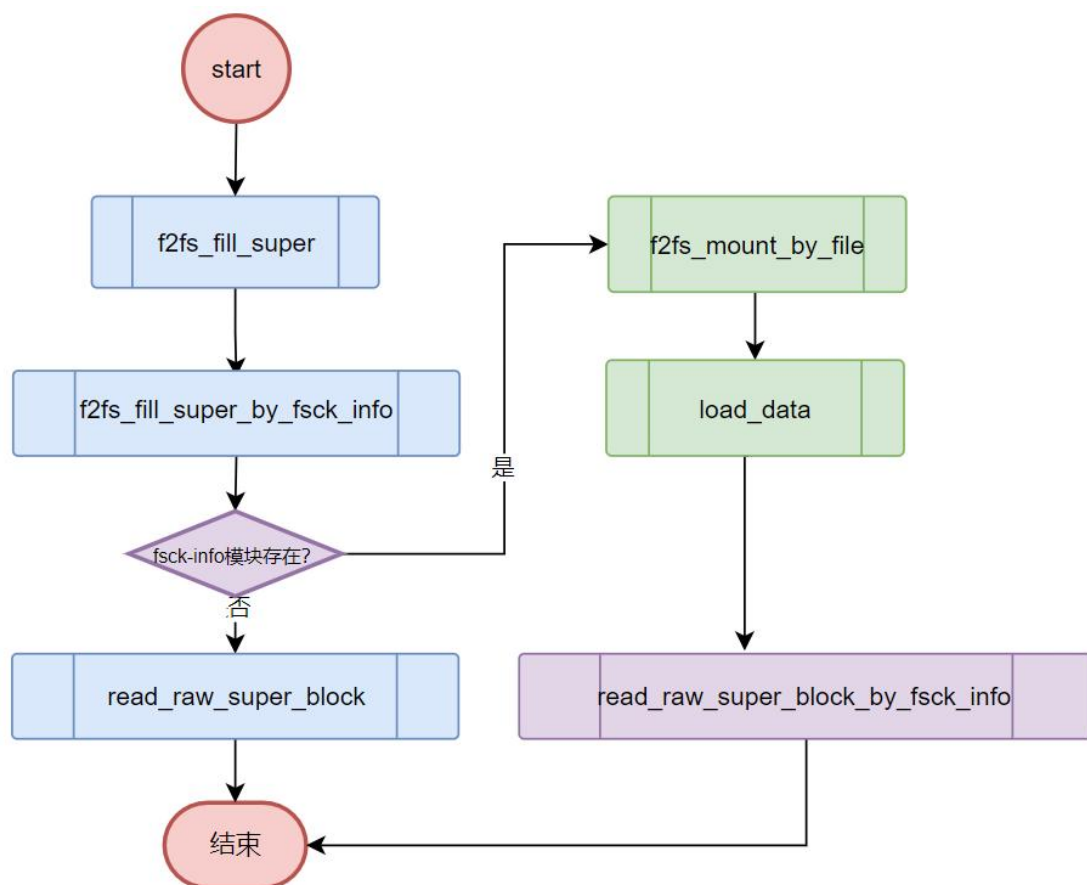 start
f2fs_fill_super
f2fs_mount_by_file
f2fs_fill_super_by_fsck_info
load_data
是
fsck-info模块存在?
否
read_raw_super_block
read_raw_super_block_by_fsck_info
结束